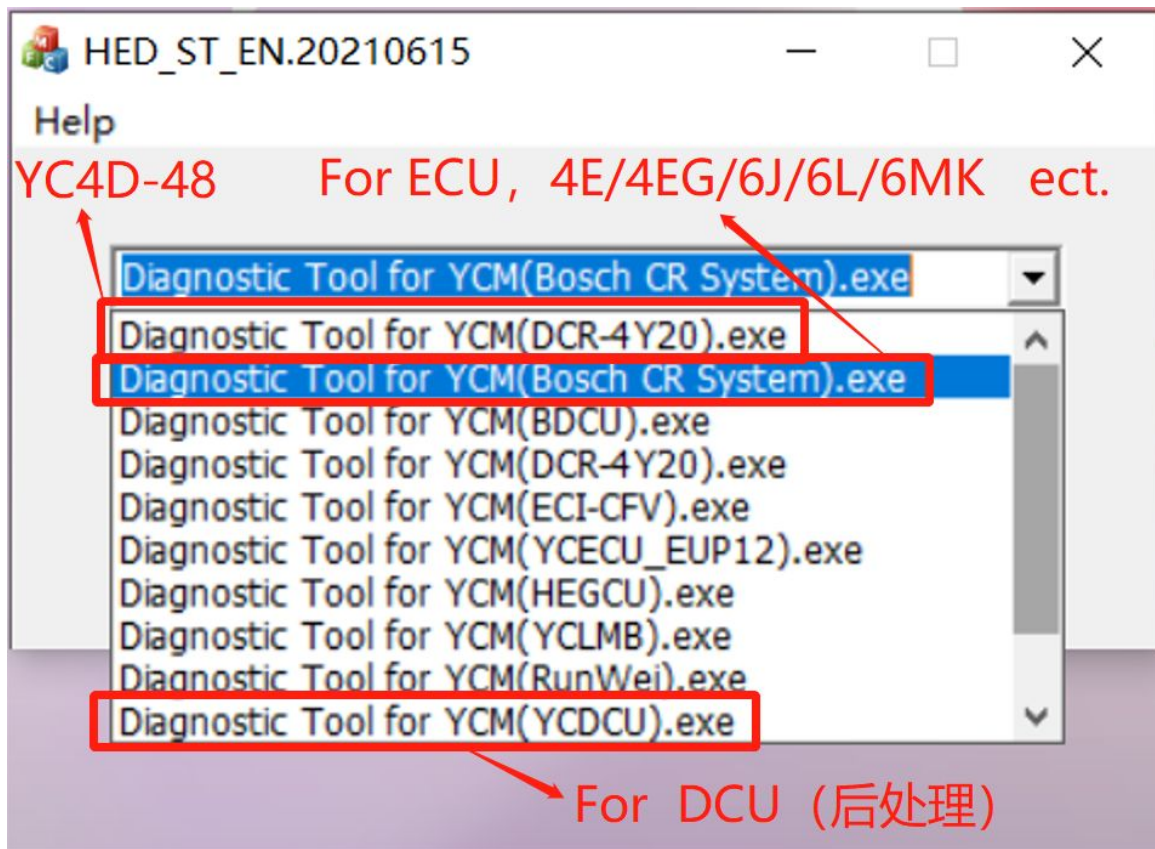 HED_ST_EN.20210615
Help
YC4D-48 For ECU，4E/4EG/6J/6L/6MK ect.
Diagnostic Tool for YCM(Bosch CR System).exe
Diagnostic Tool for YCM(DCR-4Y20).exe
Diagnostic Tool for YCM(Bosch CR System).exe
Diagnostic Tool for YCM(BDCU).exe
Diagnostic Tool for YCM(DCR-4Y20).exe
Diagnostic Tool for YCM(ECI-CFV).exe
Diagnostic Tool for YCM(YCECU_EUP12).exe
Diagnostic Tool for YCM(HEGCU).exe
Diagnostic Tool for YCM(YCLMB).exe
Diagnostic Tool for YCM(RunWei).exe
Diagnostic Tool for YCM(YCDCU).exe
For DCU（后处理）